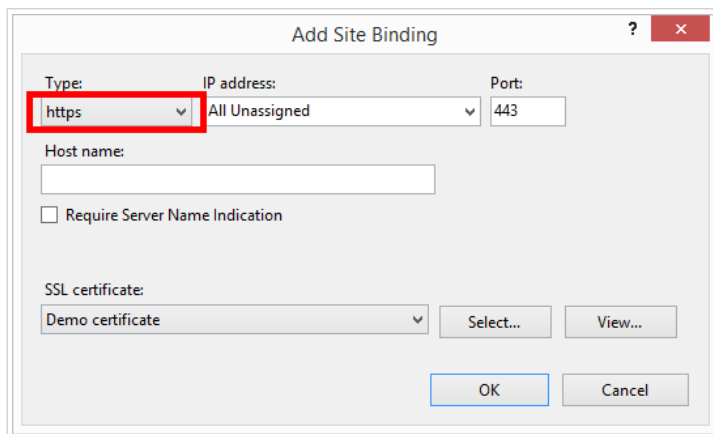 Add Site Binding
?
Type: IP address: Port:
https All Unassigned 443
Host name:
Require Server Name Indication
SSL certificate:
Demo certificate Select... View...
OK Cancel